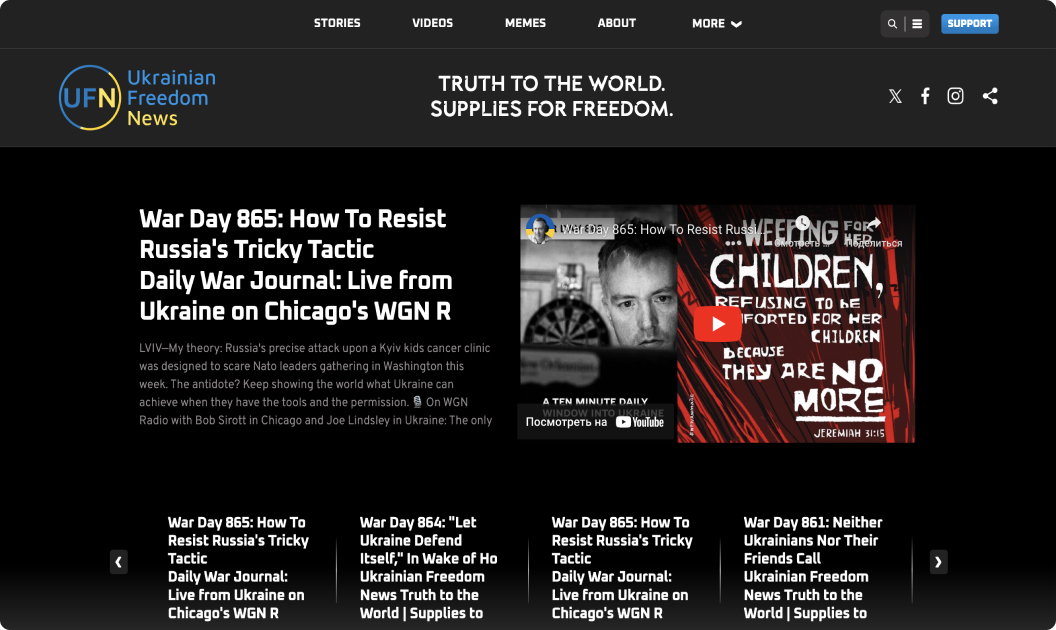 STORIES VIDEOS MEMES ABOUT MORE SUPPORT
UFN
Ukrainian
Freedom
News
TRUTH TO THE WORLD.
SUPPLIES FOR FREEDOM.
War Day 865: How To Resist
Russia's Tricky Tactic
Daily War Journal: Live from
Ukraine on Chicago's WGN R
LVIV—My theory: Russia's precise attack upon a Kyiv kids cancer clinic
was designed to scare Nato leaders gathering in Washington this
week. The antidote? Keep showing the world what Ukraine can
achieve when they have the tools and the permission. 🎙 On WGN
Radio with Bob Sirott in Chicago and Joe Lindsley in Ukraine: The only
War Day 865: How To Resist Russi...
Смотреть ...
Поделиться
...WEEPING FOR
HER
CHILDREN,
REFUSING TO BE
FORTED FOR HER
CHILDREN
BECAUSE
THEY ARE NO
MORE
JEREMIAH 31:15
A TEN MINUTE DAILY
WINDOW INTO UKRAINE
Посмотреть на YouTube
War Day 865: How To
Resist Russia's Tricky
Tactic
Daily War Journal:
Live from Ukraine on
Chicago's WGN R
War Day 864: "Let
Ukraine Defend
Itself," In Wake of Ho
Ukrainian Freedom
News Truth to the
World | Supplies to
War Day 865: How To
Resist Russia's Tricky
Tactic
Daily War Journal:
Live from Ukraine on
Chicago's WGN R
War Day 861: Neither
Ukrainians Nor Their
Friends Call
Ukrainian Freedom
News Truth to the
World | Supplies to